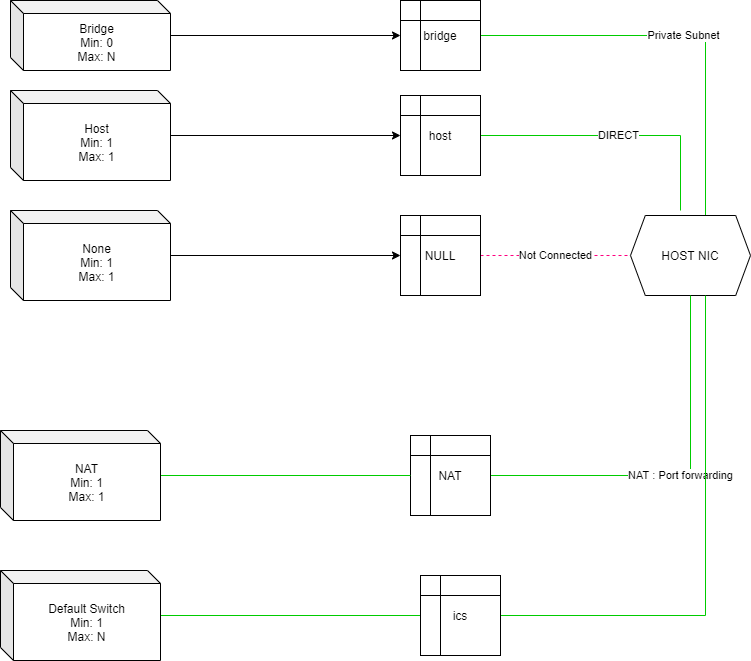 Bridge
Min: 0
Max: N
bridge
Private Subnet
Host
Min: 1
Max: 1
host
DIRECT
None
Min: 1
Max: 1
NULL
Not Connected
HOST NIC
NAT
Min: 1
Max: 1
NAT
NAT : Port forwarding
Default Switch
Min: 1
Max: N
ics